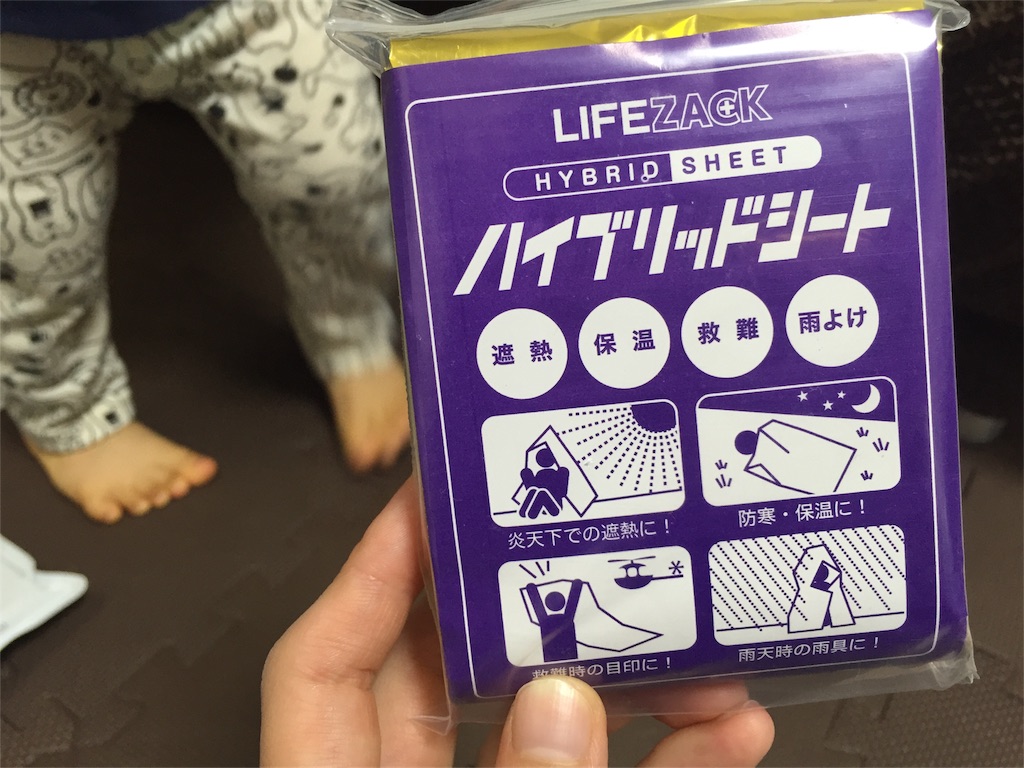 LIFEZACK
HYBRID SHEET
ハイブリッドシート
遮熱 保温 救難 雨よけ
炎天下での遮熱に！
防寒・保温に！
救難時の目印に！
雨天時の雨具に！